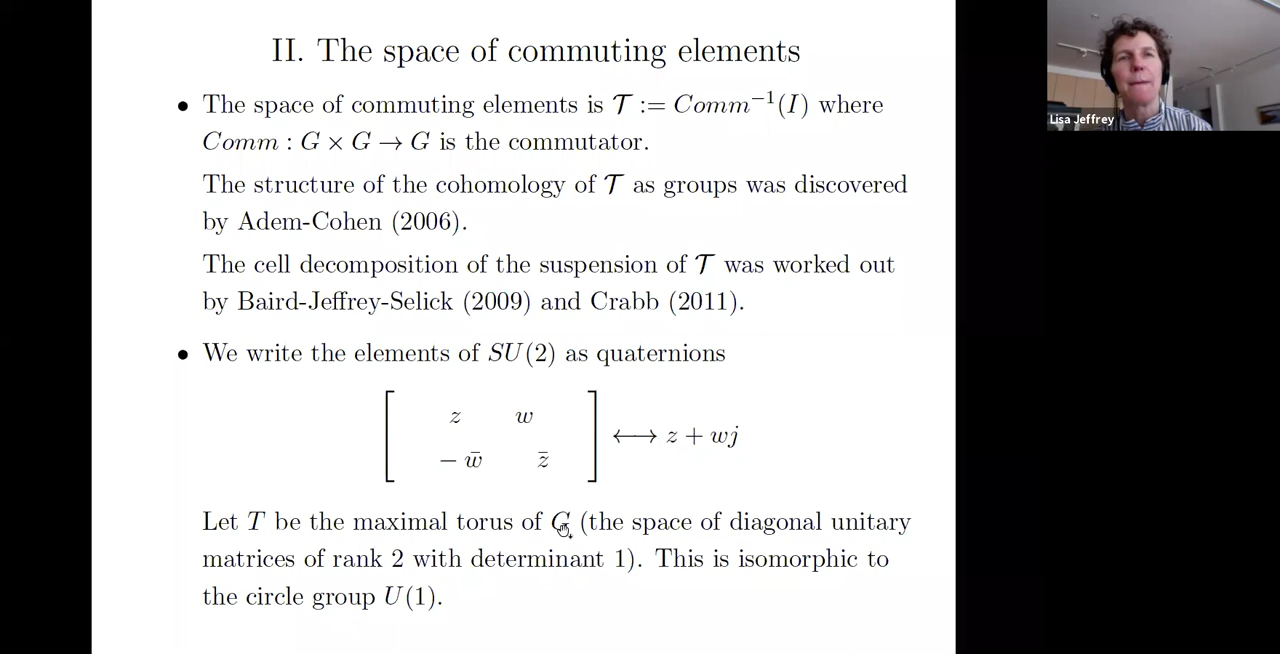 II. The space of commuting elements
• The space of commuting elements is 𝒯 := Comm⁻¹(I) where
Comm : G × G → G is the commutator.
The structure of the cohomology of 𝒯 as groups was discovered
by Adem-Cohen (2006).
The cell decomposition of the suspension of 𝒯 was worked out
by Baird-Jeffrey-Selick (2009) and Crabb (2011).
• We write the elements of SU(2) as quaternions
[ z w
− w̄ z̄ ] ⟷ z + wj
Let T be the maximal torus of G (the space of diagonal unitary
matrices of rank 2 with determinant 1). This is isomorphic to
the circle group U(1).
Lisa Jeffrey